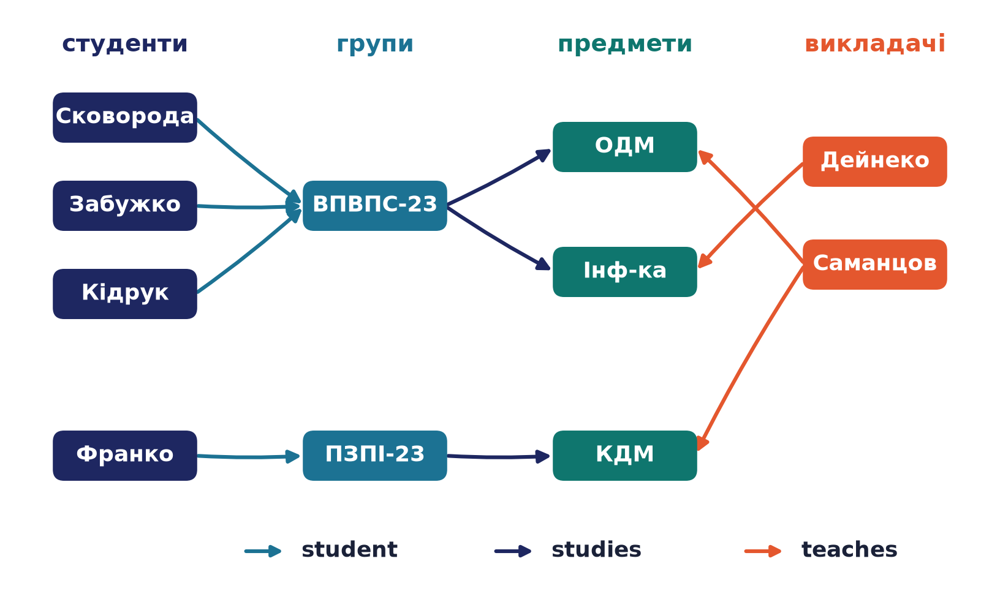 студенти
групи
предмети
викладачі
Сковорода
Забужко
Кідрук
Франко
ВПВПС-23
ПЗПІ-23
ОДМ
Інф-ка
КДМ
Дейнеко
Саманцов
student
studies
teaches